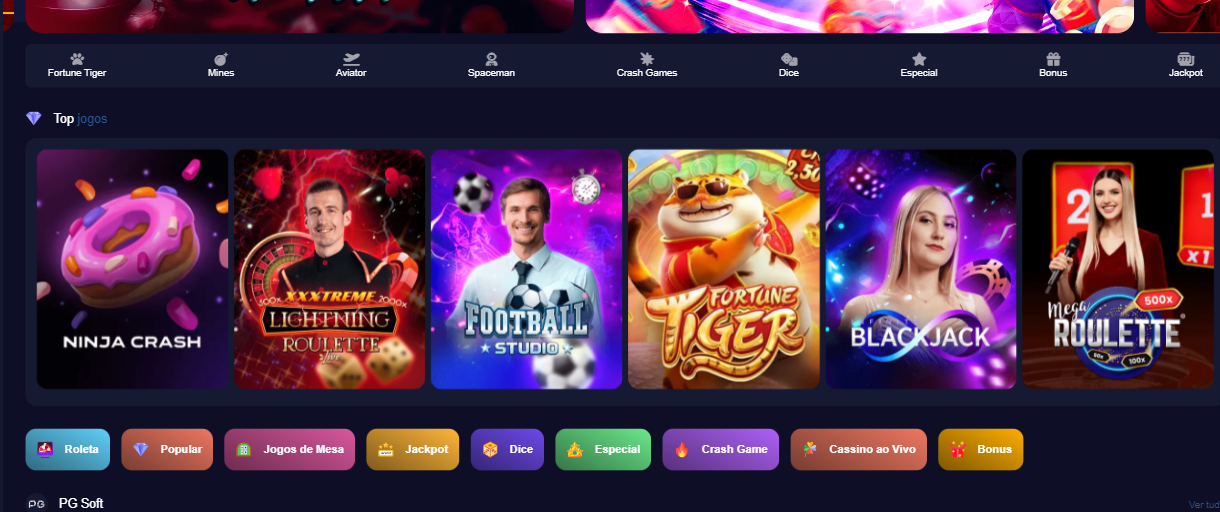 Fortune Tiger
Mines
Aviator
Spaceman
Crash Games
Dice
Especial
Bonus
Jackpot
Top jogos
NINJA CRASH
XXXTREME
500x 2000x
LIGHTNING
ROULETTE
Live
FOOTBALL
STUDIO
2,50
FORTUNE
TIGER
BLACKJACK
2
1
x1
500x
Mega
ROULETTE
50x
100x
Roleta
Popular
Jogos de Mesa
Jackpot
Dice
Especial
Crash Game
Cassino ao Vivo
Bonus
PG PG Soft
Ver tud